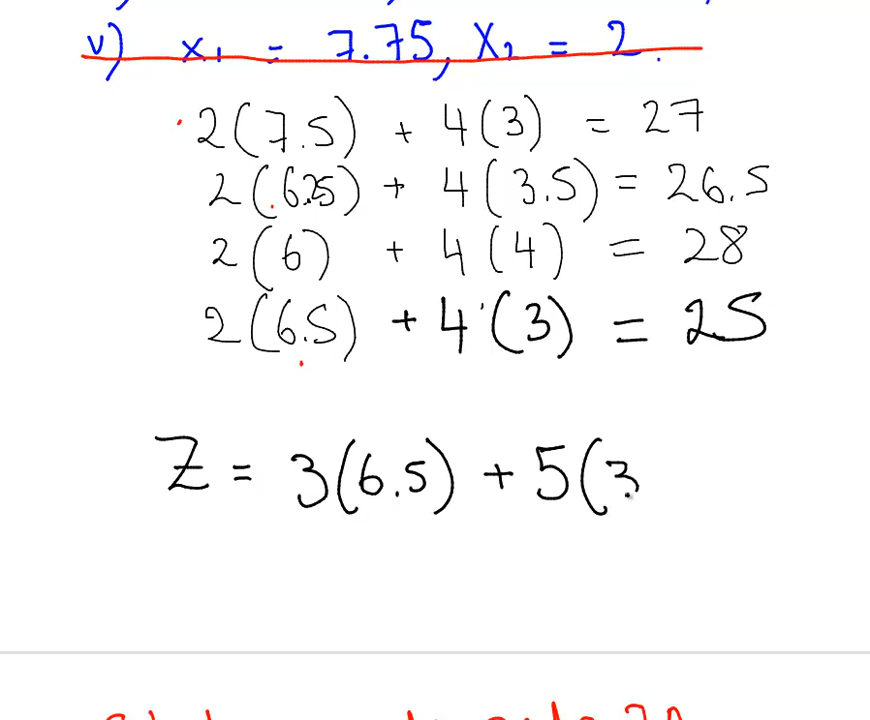 v) x₁ = 7.75, X₂ = 2.
2(7.5) + 4(3) = 27
2(6.25) + 4(3.5) = 26.5
2(6) + 4(4) = 28
2(6.5) + 4(3) = 25
Z = 3(6.5) + 5(3